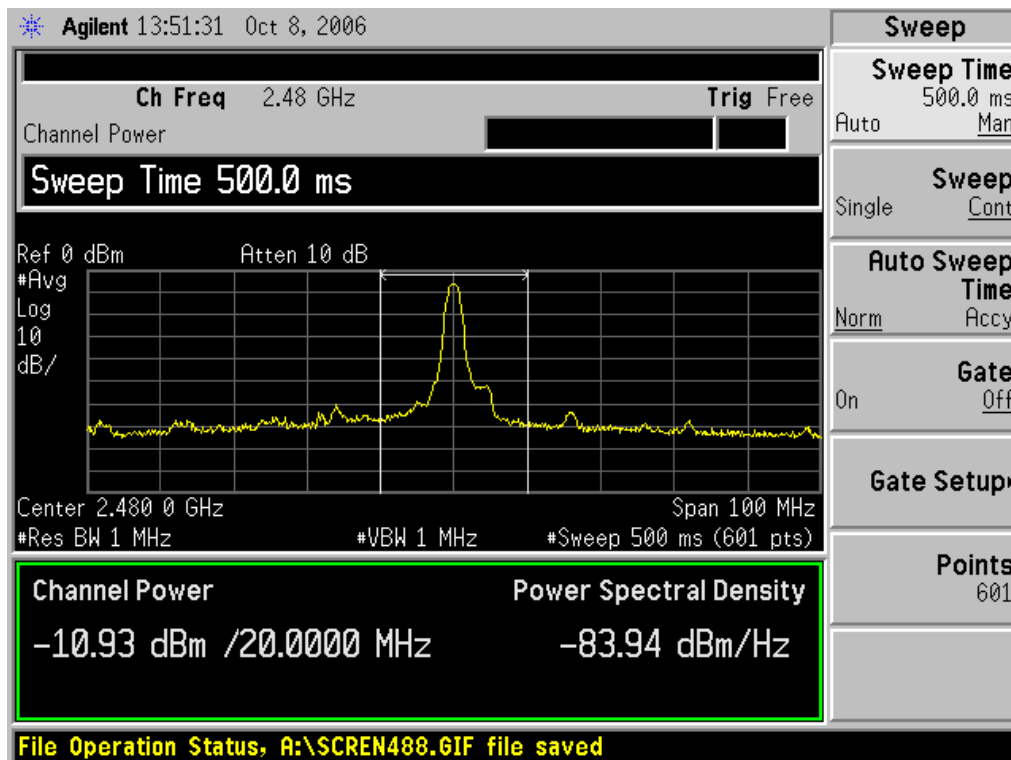 Agilent 13:51:31 Oct 8, 2006
Ch Freq 2.48 GHz Trig Free
Channel Power
Sweep Time 500.0 ms
Ref 0 dBm Atten 10 dB
#Avg
Log
10
dB/
Center 2.480 0 GHz Span 100 MHz
#Res BW 1 MHz #VBW 1 MHz #Sweep 500 ms (601 pts)
Channel Power Power Spectral Density
-10.93 dBm /20.0000 MHz -83.94 dBm/Hz
File Operation Status, A:\SCREN488.GIF file saved
Sweep
Sweep Time
500.0 ms
Auto Man
Sweep
Single Cont
Auto Sweep
Time
Norm Accy
Gate
On Off
Gate Setup
Points
601